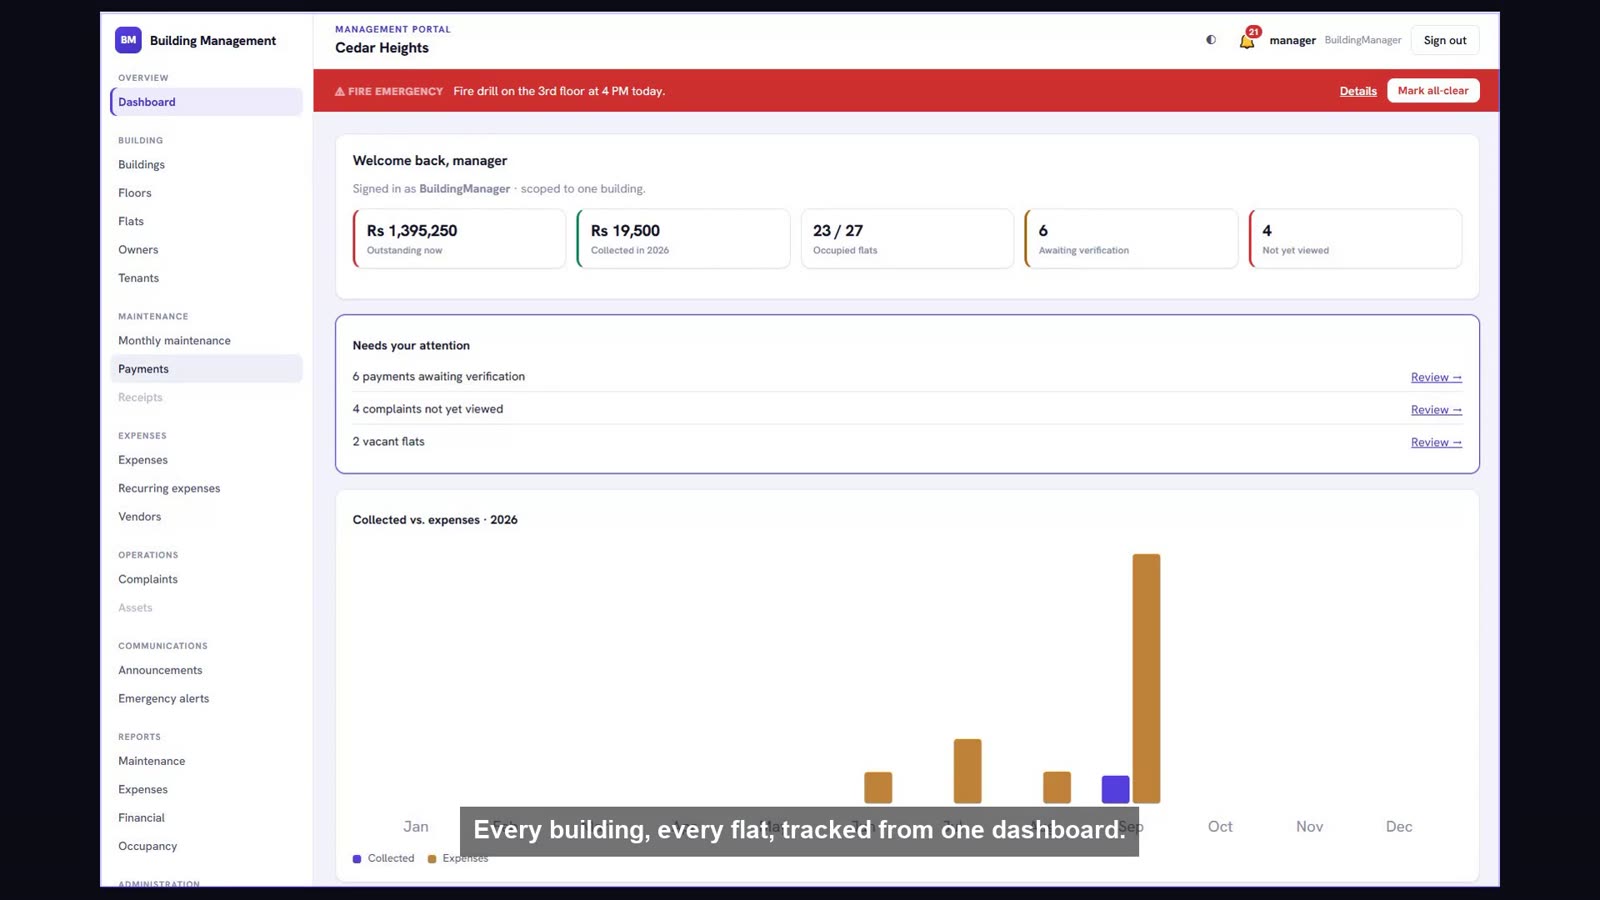 BM Building Management
OVERVIEW
Dashboard
BUILDING
Buildings
Floors
Flats
Owners
Tenants
MAINTENANCE
Monthly maintenance
Payments
Receipts
EXPENSES
Expenses
Recurring expenses
Vendors
OPERATIONS
Complaints
Assets
COMMUNICATIONS
Announcements
Emergency alerts
REPORTS
Maintenance
Expenses
Financial
Occupancy
ADMINISTRATION
MANAGEMENT PORTAL
Cedar Heights
21
manager BuildingManager Sign out
⚠ FIRE EMERGENCY Fire drill on the 3rd floor at 4 PM today. Details Mark all-clear
Welcome back, manager
Signed in as BuildingManager · scoped to one building.
Rs 1,395,250
Outstanding now
Rs 19,500
Collected in 2026
23 / 27
Occupied flats
6
Awaiting verification
4
Not yet viewed
Needs your attention
6 payments awaiting verification Review →
4 complaints not yet viewed Review →
2 vacant flats Review →
Collected vs. expenses · 2026
Jan Feb Jun Jul Sep Oct Nov Dec
Every building, every flat, tracked from one dashboard.
Collected Expenses